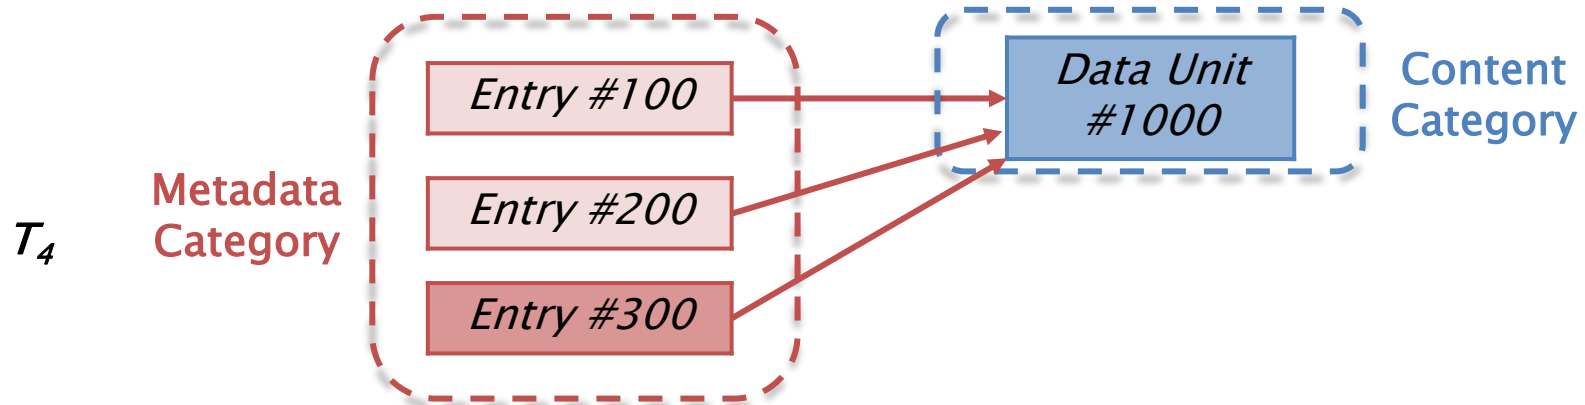 T4
Metadata
Category
Entry #100
Entry #200
Entry #300
Data Unit
#1000
Content
Category